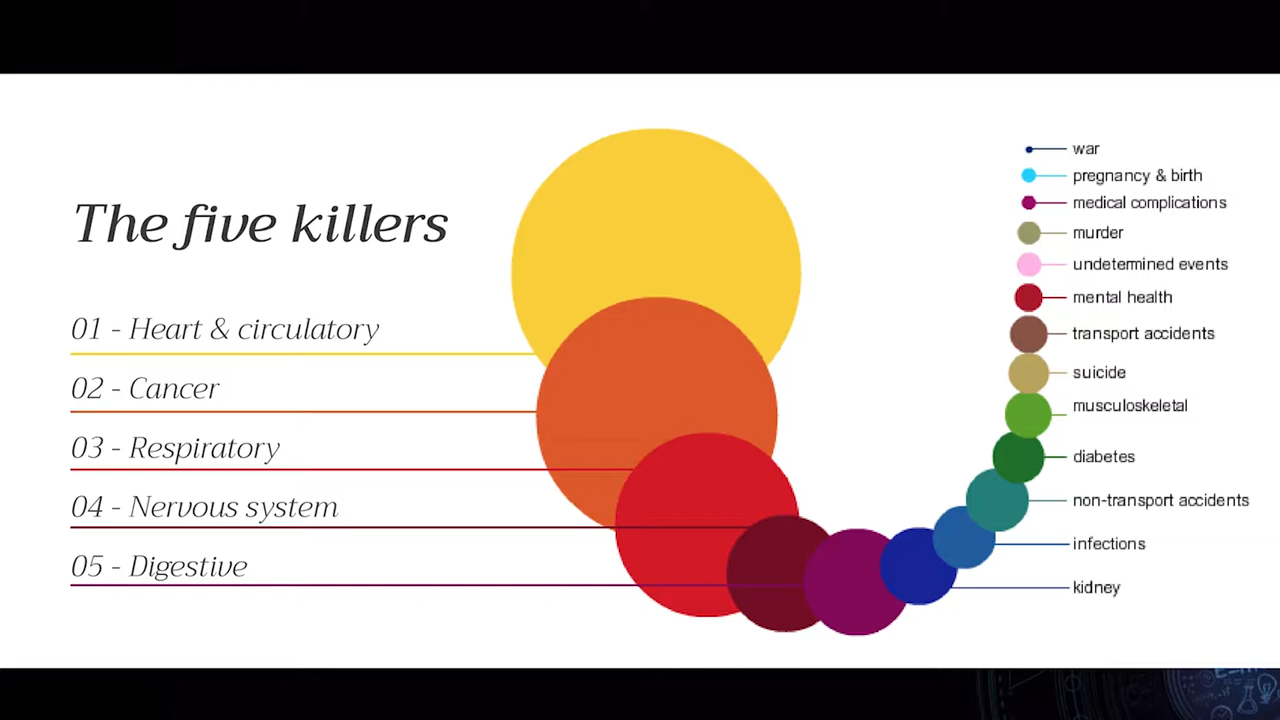 The five killers
01 - Heart & circulatory
02 - Cancer
03 - Respiratory
04 - Nervous system
05 - Digestive
war
pregnancy & birth
medical complications
murder
undetermined events
mental health
transport accidents
suicide
musculoskeletal
diabetes
non-transport accidents
infections
kidney